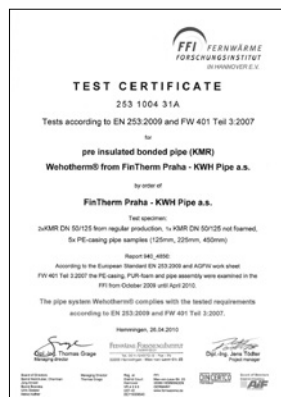 FFI FERNWÄRME
FORSCHUNGSINSTITUT
IN HANNOVER E.V.
TEST CERTIFICATE
253 1004 31A
Tests according to EN 253:2009 and FW 401 Teil 3:2007
for
pre insulated bonded pipe (KMR)
Wehotherm® from FinTherm Praha - KWH Pipe a.s.
by order of
FinTherm Praha - KWH Pipe a.s.
Test specimen:
2xKMR DN 50/125 from regular production, 1x KMR DN 50/125 not foamed,
5x PE-casing pipe samples (125mm, 225mm, 450mm)
According to the European Standard EN 253:2009 and AGFW work sheet
FW 401 Teil 3:2007 the PE-casing, PUR-foam and pipe assembly were examined in the
FFI from October 2009 until April 2010.
The pipe system Wehotherm® complies with the tested requirements
according to EN 253:2009 and FW 401 Teil 3:2007.
Hemmingen, 26.04.2010
Dipl.-Ing. Thomas Grage
Managing director
Project manager
AiF